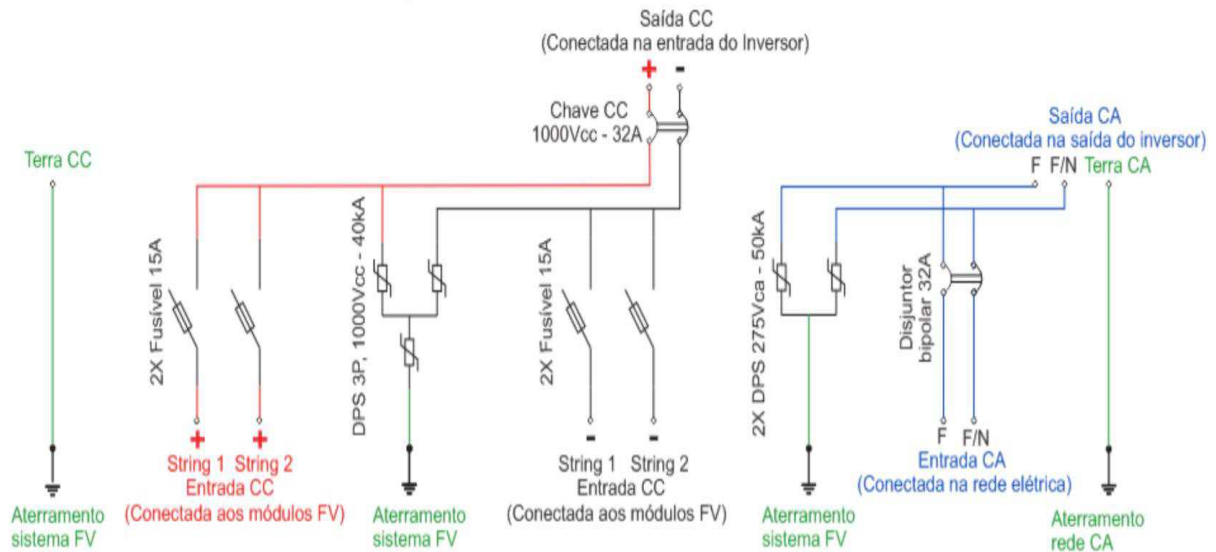 Saída CC
(Conectada na entrada do Inversor)
+ -
Chave CC
1000Vcc - 32A
Saída CA
(Conectada na saída do inversor)
F F/N Terra CA
Terra CC
2X Fusível 15A
DPS 3P, 1000Vcc - 40kA
2X Fusível 15A
2X DPS 275Vca - 50kA
Disjuntor
bipolar 32A
+ +
String 1 String 2
Entrada CC
(Conectada aos módulos FV)
- -
String 1 String 2
Entrada CC
(Conectada aos módulos FV)
F F/N
Entrada CA
(Conectada na rede elétrica)
Aterramento
sistema FV
Aterramento
sistema FV
Aterramento
sistema FV
Aterramento
rede CA